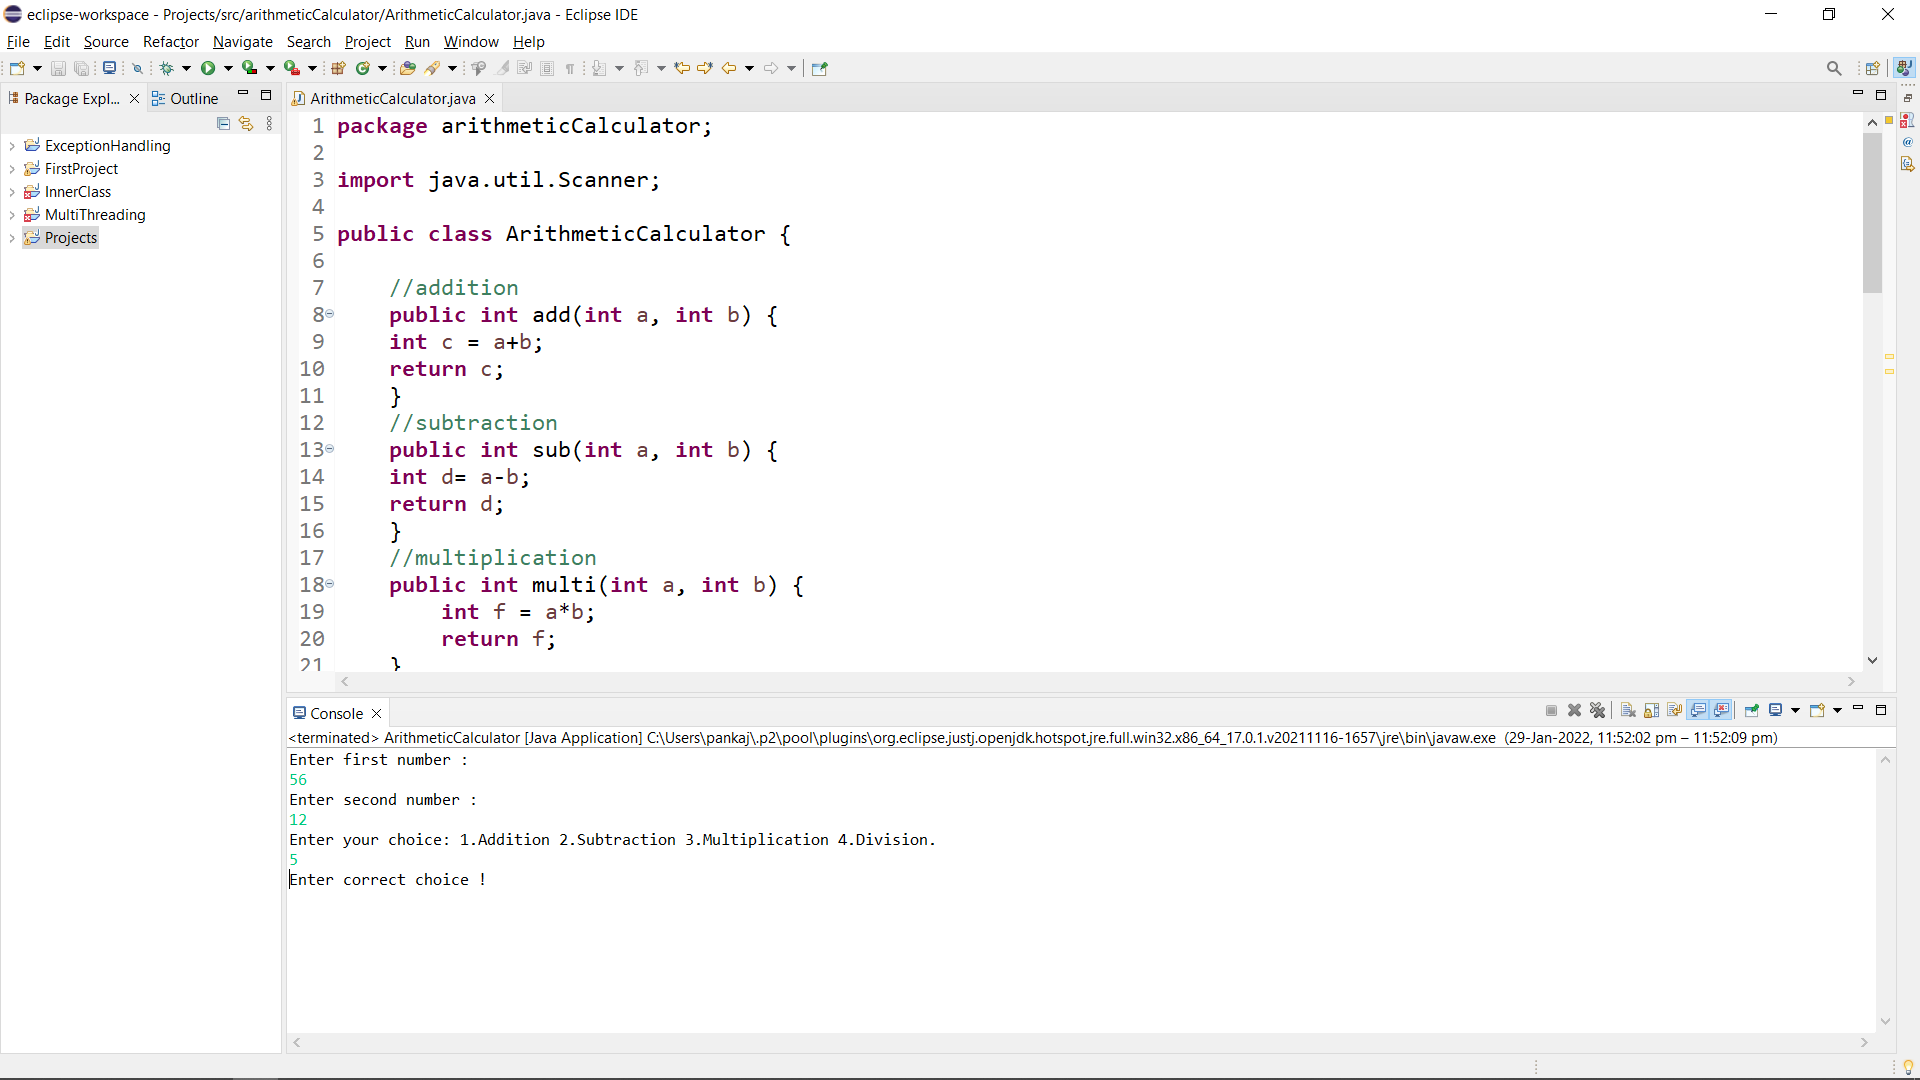 eclipse-workspace - Projects/src/arithmeticCalculator/ArithmeticCalculator.java - Eclipse IDE
File Edit Source Refactor Navigate Search Project Run Window Help
Package Expl... Outline
ArithmeticCalculator.java
ExceptionHandling
FirstProject
InnerClass
MultiThreading
Projects
1 package arithmeticCalculator;
2
3 import java.util.Scanner;
4
5 public class ArithmeticCalculator {
6
7 //addition
8 public int add(int a, int b) {
9 int c = a+b;
10 return c;
11 }
12 //subtraction
13 public int sub(int a, int b) {
14 int d= a-b;
15 return d;
16 }
17 //multiplication
18 public int multi(int a, int b) {
19 int f = a*b;
20 return f;
21 }
Console
<terminated> ArithmeticCalculator [Java Application] C:\Users\pankaj\.p2\pool\plugins\org.eclipse.justj.openjdk.hotspot.jre.full.win32.x86_64_17.0.1.v20211116-1657\jre\bin\javaw.exe (29-Jan-2022, 11:52:02 pm – 11:52:09 pm)
Enter first number :
56
Enter second number :
12
Enter your choice: 1.Addition 2.Subtraction 3.Multiplication 4.Division.
5
Enter correct choice !